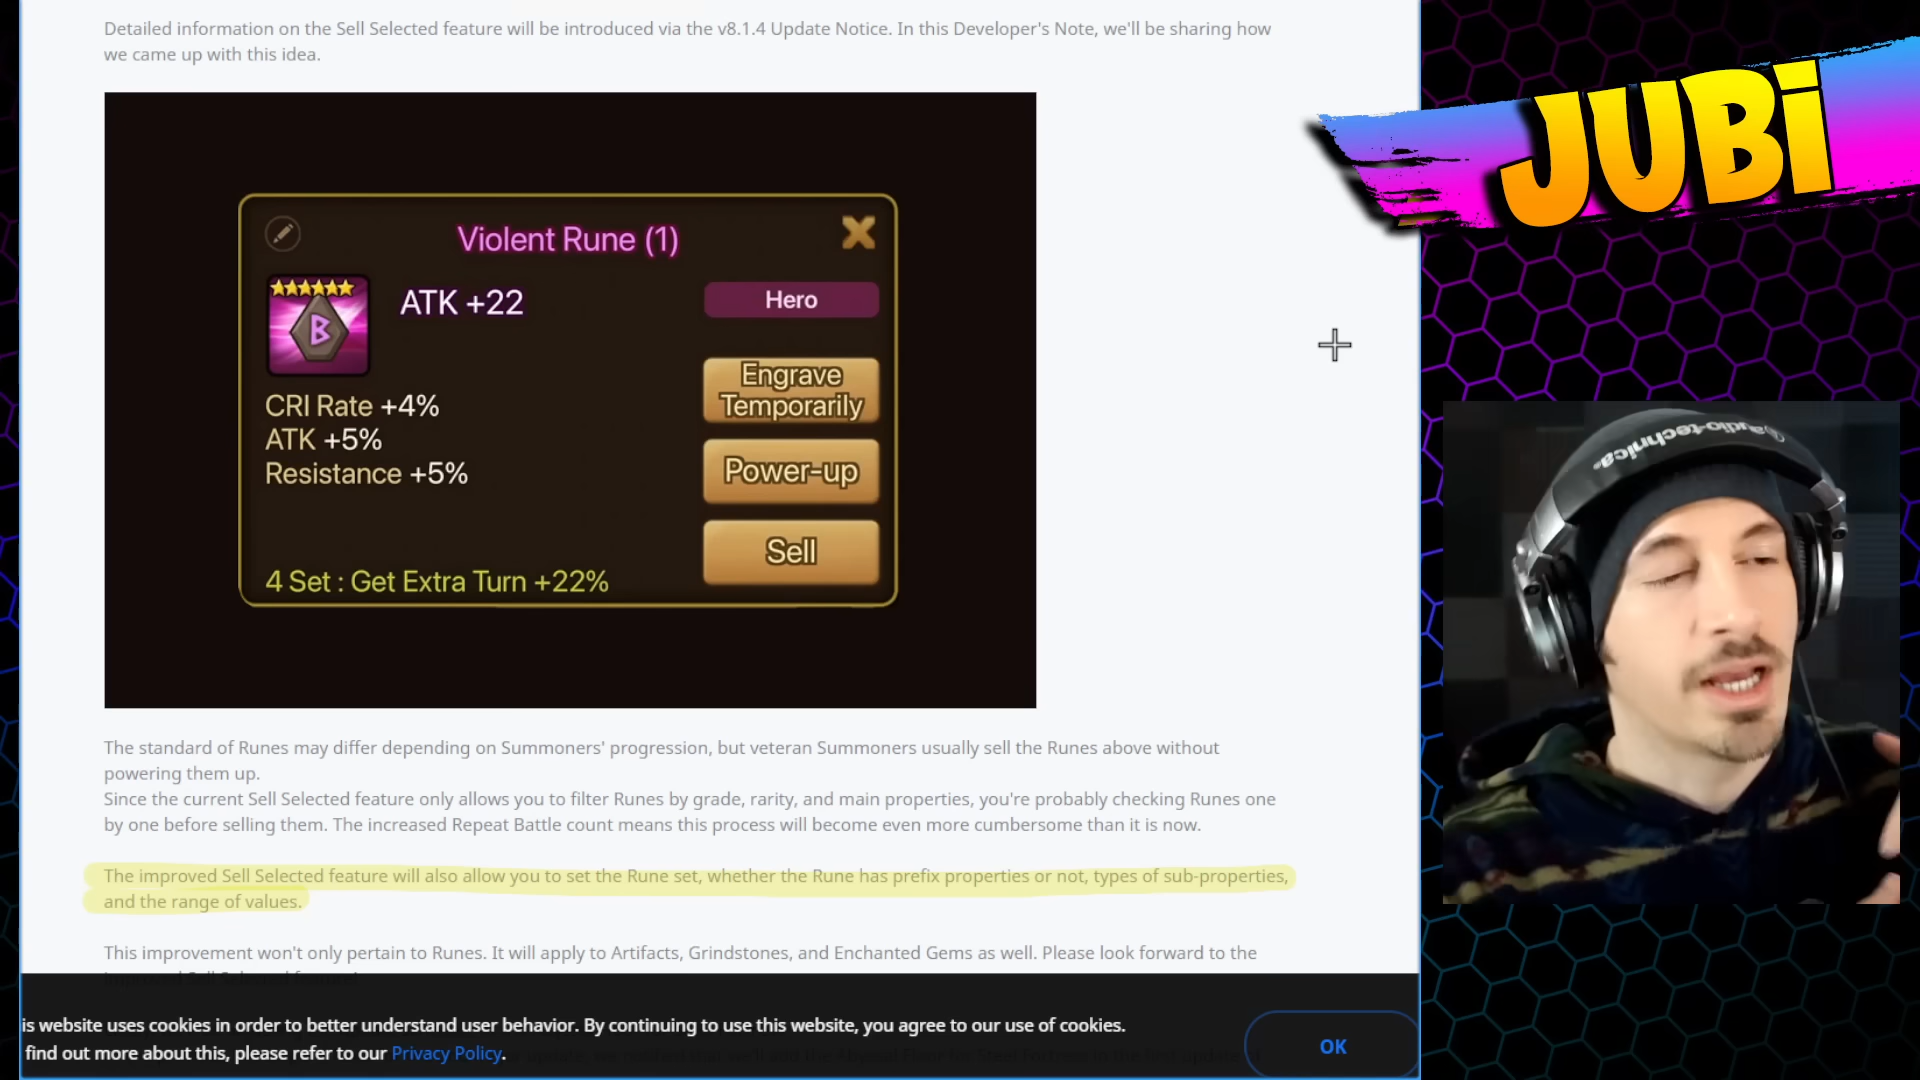 Detailed information on the Sell Selected feature will be introduced via the v8.1.4 Update Notice. In this Developer's Note, we'll be sharing how
we came up with this idea.
JUBi
Violent Rune (1)
ATK +22
Hero
B
Engrave
Temporarily
CRI Rate +4%
ATK +5%
Resistance +5%
Power-up
Sell
4 Set : Get Extra Turn +22%
audio-technica
The standard of Runes may differ depending on Summoners' progression, but veteran Summoners usually sell the Runes above without
powering them up.
Since the current Sell Selected feature only allows you to filter Runes by grade, rarity, and main properties, you're probably checking Runes one
by one before selling them. The increased Repeat Battle count means this process will become even more cumbersome than it is now.
The improved Sell Selected feature will also allow you to set the Rune set, whether the Rune has prefix properties or not, types of sub-properties,
and the range of values.
This improvement won't only pertain to Runes. It will apply to Artifacts, Grindstones, and Enchanted Gems as well. Please look forward to the
is website uses cookies in order to better understand user behavior. By continuing to use this website, you agree to our use of cookies.
find out more about this, please refer to our Privacy Policy.
OK